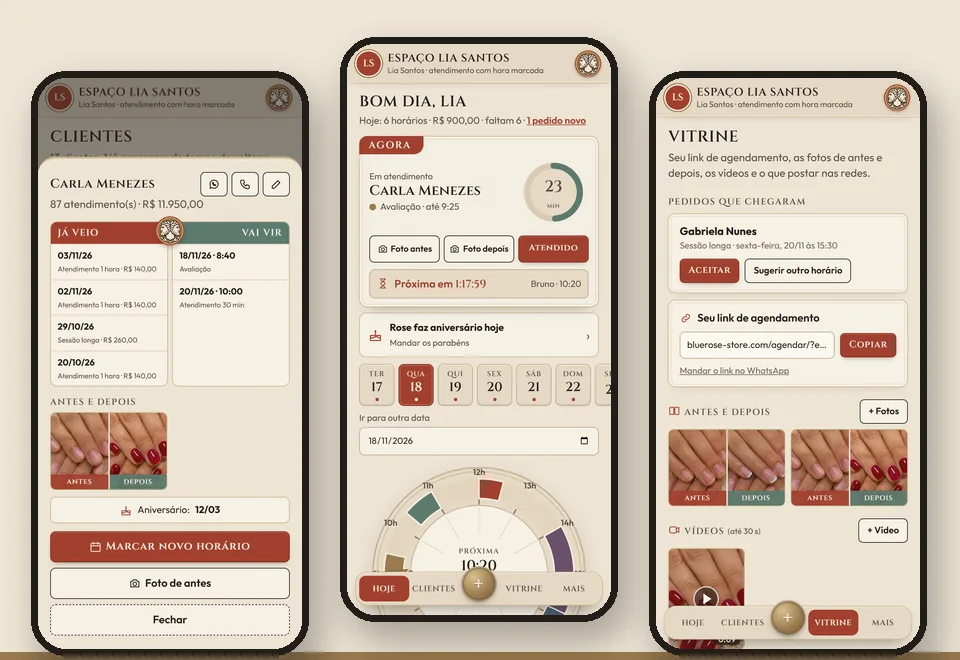 LS
ESPAÇO LIA SANTOS
Lia Santos · atendimento com hora marcada
CLIENTES
CARLA MENEZES
87 atendimento(s) · R$ 11.950,00
JÁ VEIO
VAI VIR
03/11/26
Atendimento 1 hora · R$ 140,00
02/11/26
Atendimento 1 hora · R$ 140,00
29/10/26
Sessão longa · R$ 260,00
20/10/26
Atendimento 1 hora · R$ 140,00
18/11/26 · 8:40
Avaliação
20/11/26 · 10:00
Atendimento 30 min
ANTES E DEPOIS
ANTES
DEPOIS
Aniversário: 12/03
MARCAR NOVO HORÁRIO
Foto de antes
Fechar
LS
ESPAÇO LIA SANTOS
Lia Santos · atendimento com hora marcada
BOM DIA, LIA
Hoje: 6 horários · R$ 900,00 · faltam 6 · 1 pedido novo
AGORA
Em atendimento
CARLA MENEZES
Avaliação · até 9:25
23
MIN
Foto antes
Foto depois
ATENDIDO
Próxima em 1:17:59
Bruno · 10:20
Rose faz aniversário hoje
Mandar os parabéns
TER
17
QUA
18
QUI
19
SEX
20
SÁB
21
DOM
22
Ir para outra data
18/11/2026
10h
11h
12h
13h
14h
PRÓXIMA
10:20
HOJE
CLIENTES
+
VITRINE
MAIS
LS
ESPAÇO LIA SANTOS
Lia Santos · atendimento com hora marcada
VITRINE
Seu link de agendamento, as fotos de antes e
depois, os vídeos e o que postar nas redes.
PEDIDOS QUE CHEGARAM
Gabriela Nunes
Sessão longa · sexta-feira, 20/11 às 15:30
ACEITAR
Sugerir outro horário
Seu link de agendamento
bluerose-store.com/agendar/?e...
COPIAR
Mandar o link no WhatsApp
ANTES E DEPOIS
+ Fotos
ANTES
DEPOIS
ANTES
DEPOIS
VÍDEOS (até 30 s)
+ Vídeo
HOJE
CLIENTES
+
VITRINE
MAIS